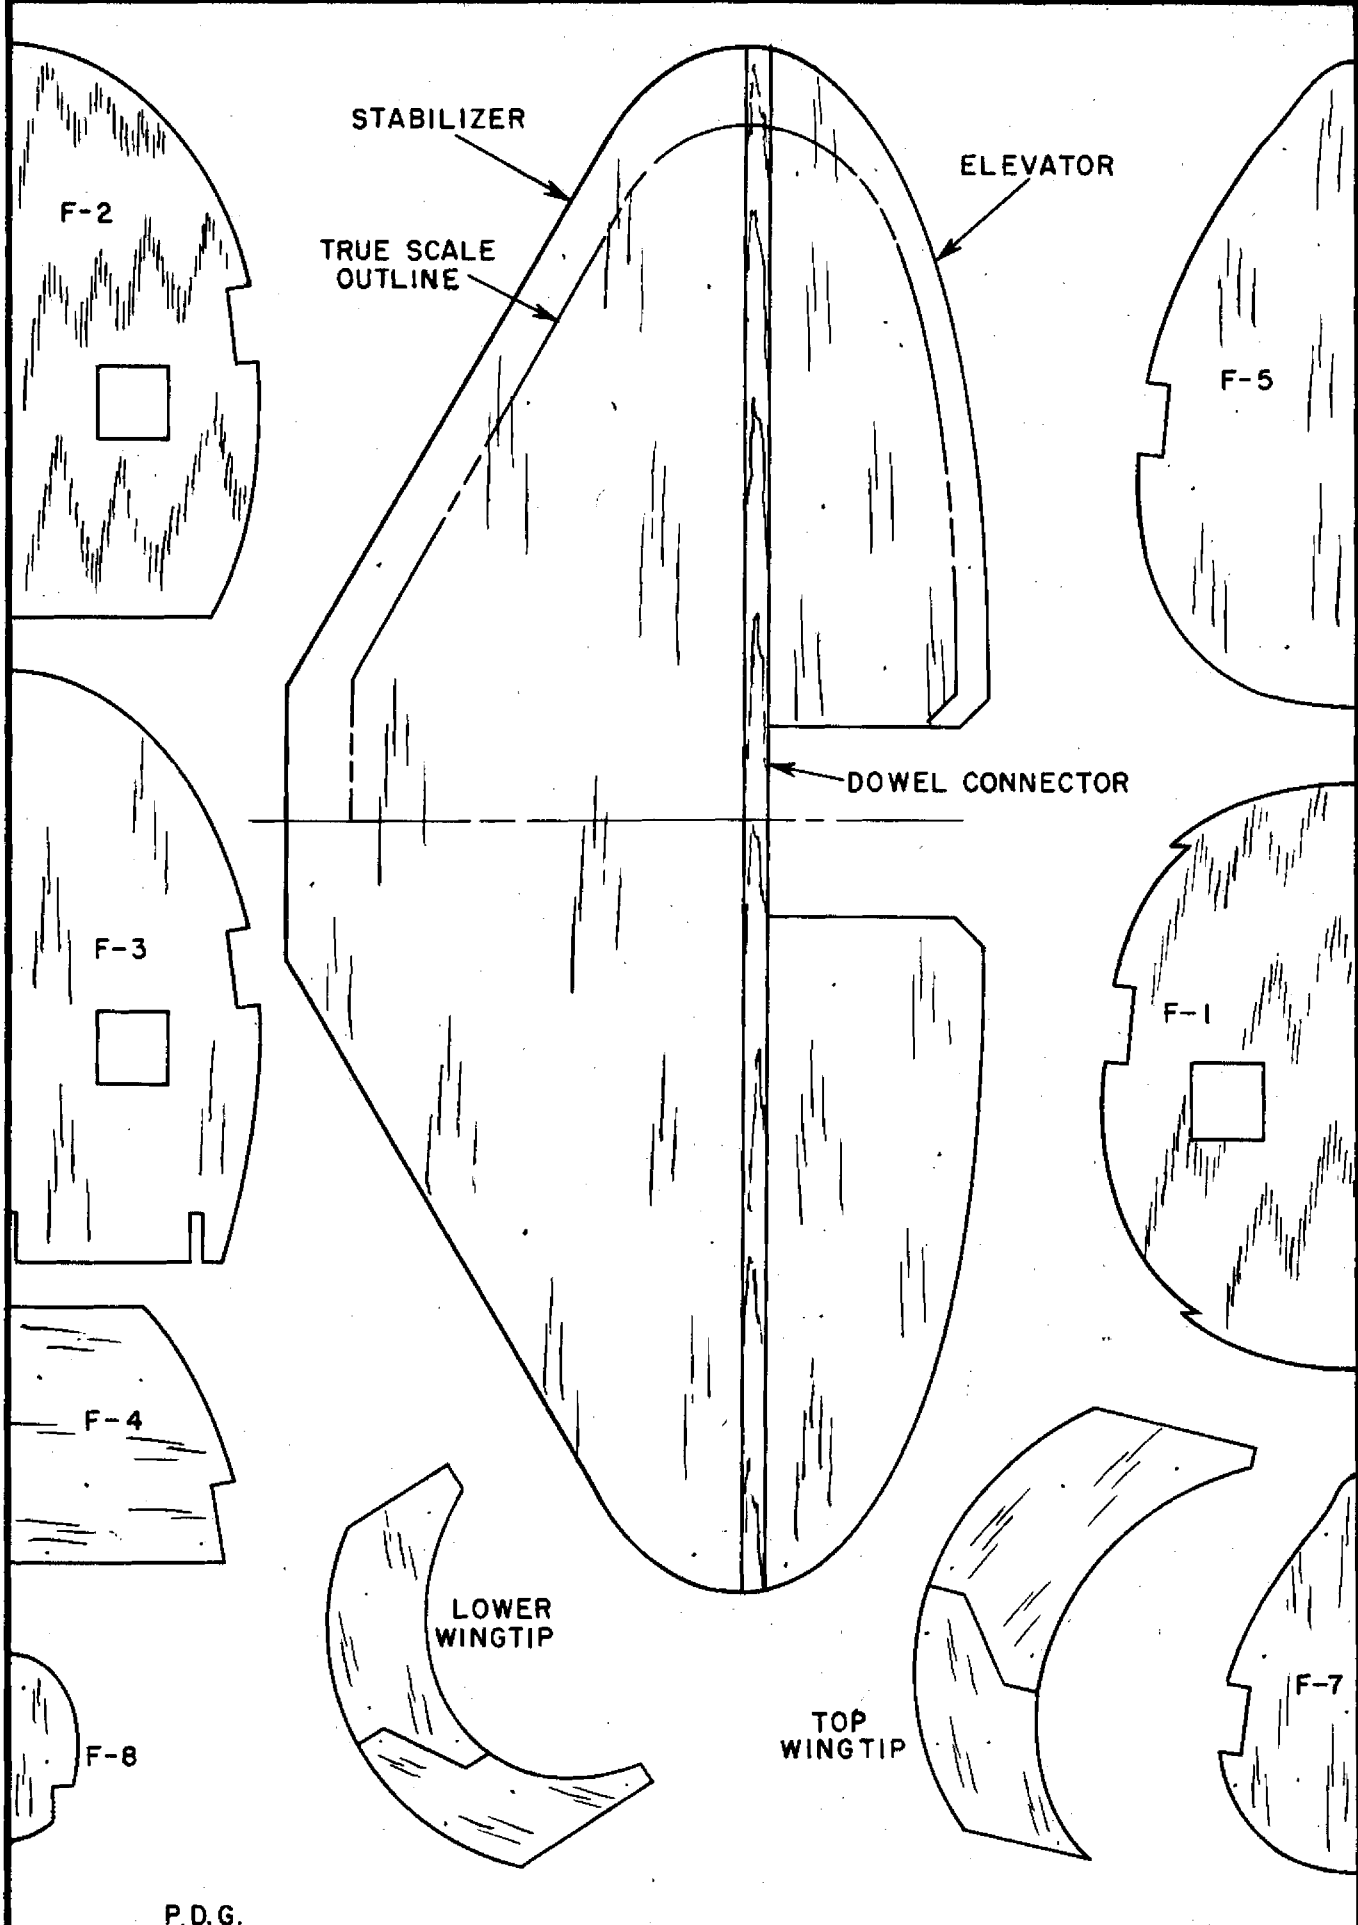 STABILIZER
ELEVATOR
F-2
TRUE SCALE
OUTLINE
F-5
DOWEL CONNECTOR
F-3
F-1
F-4
LOWER
WINGTIP
F-7
TOP
WINGTIP
F-8
P.D.G.